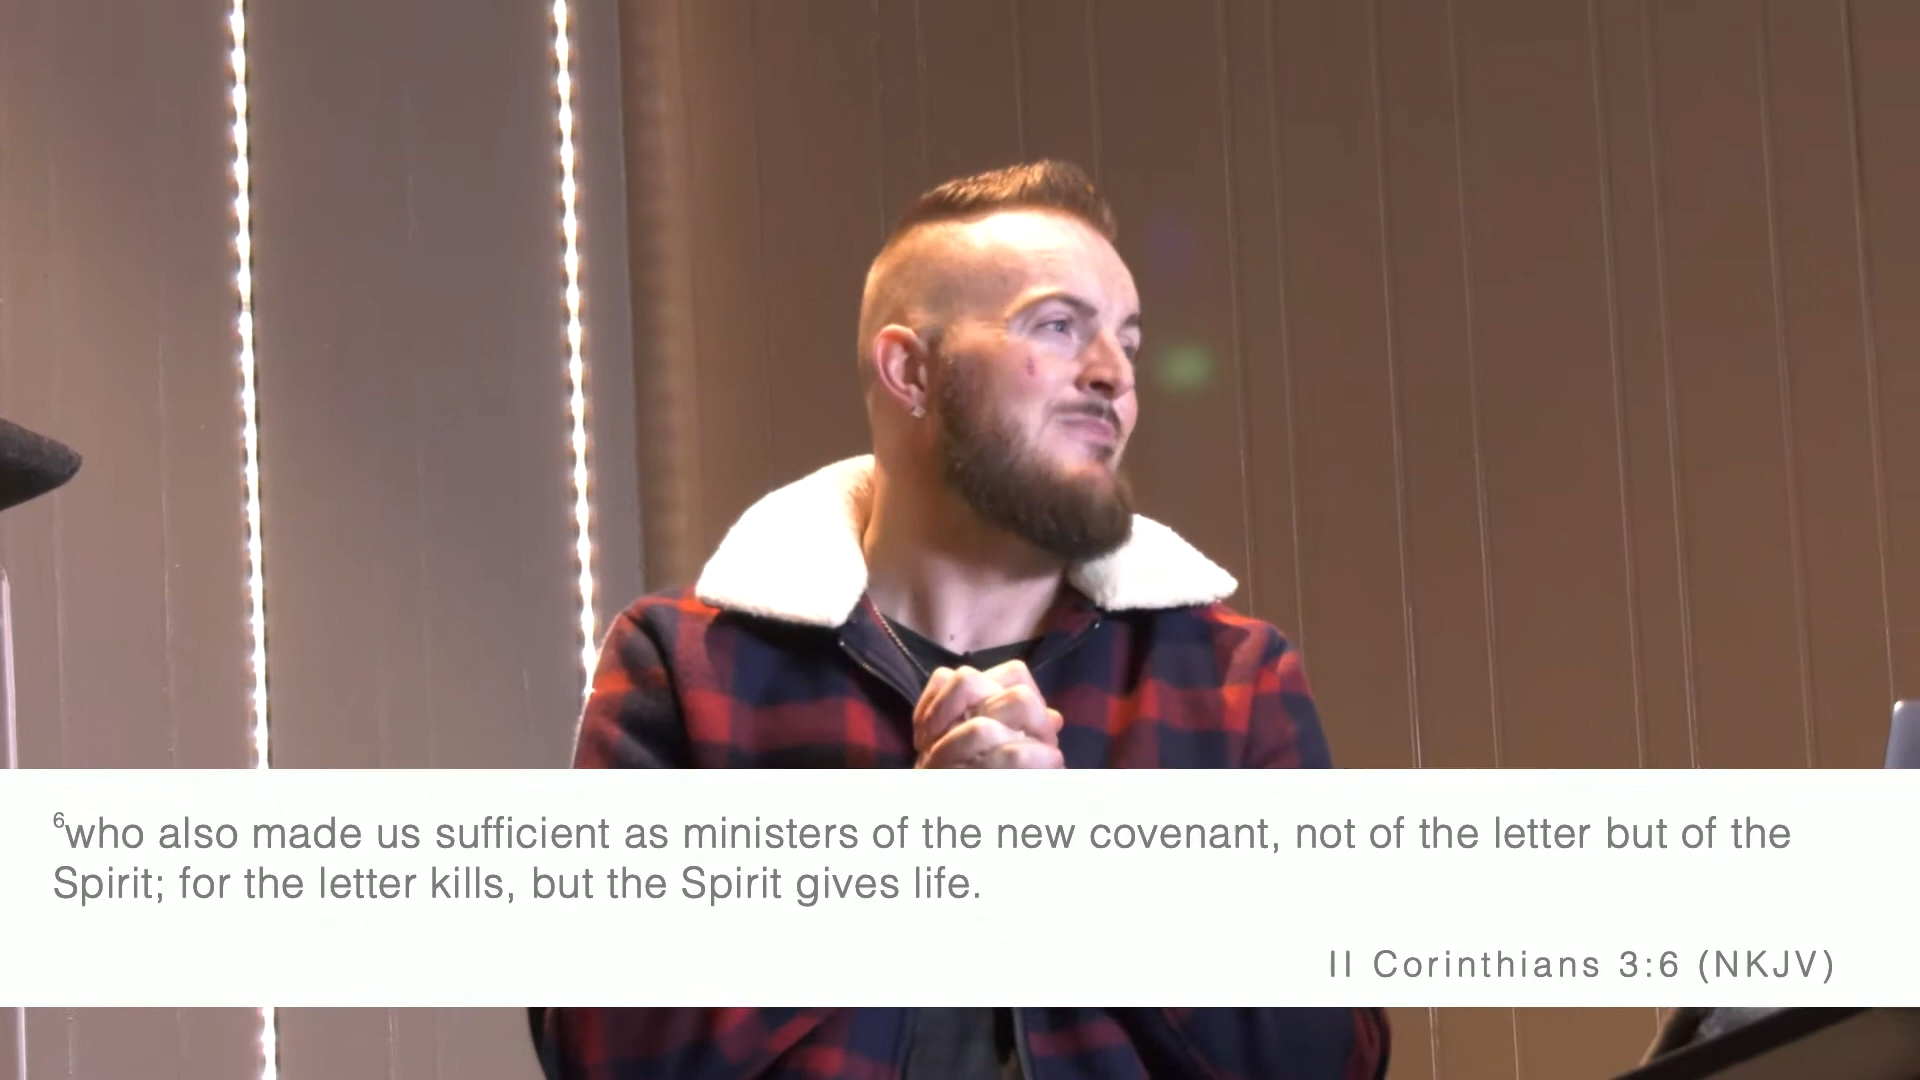 ⁶who also made us sufficient as ministers of the new covenant, not of the letter but of the
Spirit; for the letter kills, but the Spirit gives life.
II Corinthians 3:6 (NKJV)